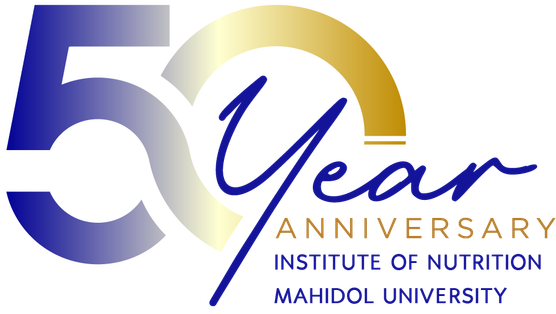 50
Year
ANNIVERSARY
INSTITUTE OF NUTRITION
MAHIDOL UNIVERSITY